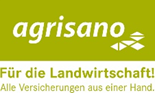 agrisano
Für die Landwirtschaft!
Alle Versicherungen aus einer Hand.